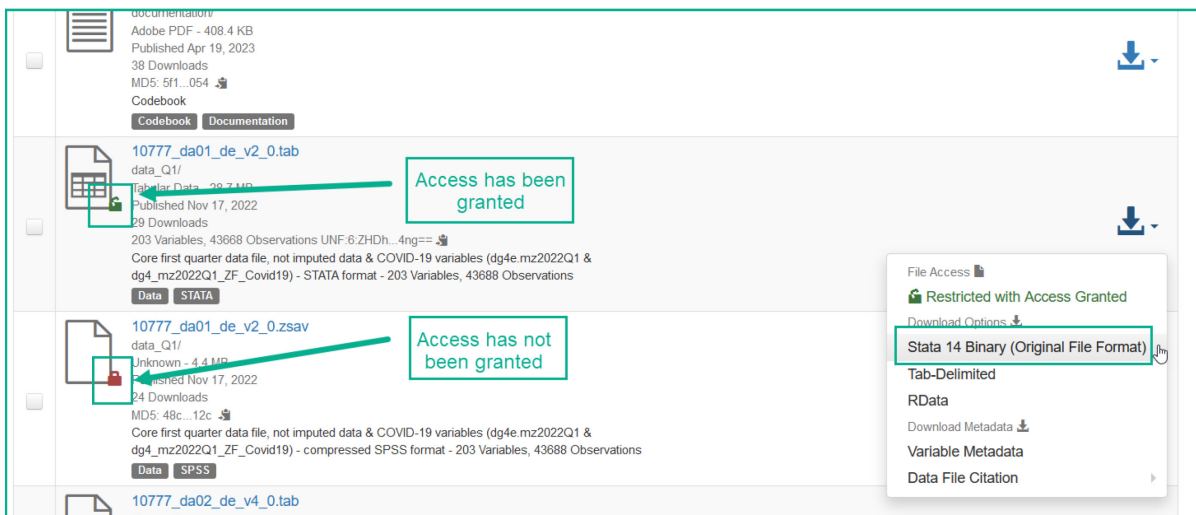 documentation/
Adobe PDF - 408.4 KB
Published Apr 19, 2023
38 Downloads
MD5: 5f1...054
Codebook
Codebook Documentation
10777_da01_de_v2_0.tab
data_Q1/
Tabular Data - 28.7 MB
Published Nov 17, 2022
29 Downloads
203 Variables, 43668 Observations UNF:6:ZHDh...4ng==
Core first quarter data file, not imputed data & COVID-19 variables (dg4e.mz2022Q1 &
dg4_mz2022Q1_ZF_Covid19) - STATA format - 203 Variables, 43688 Observations
Data STATA
Access has been
granted
10777_da01_de_v2_0.zsav
data_Q1/
Unknown - 4.4 MB
Published Nov 17, 2022
24 Downloads
MD5: 48c...12c
Core first quarter data file, not imputed data & COVID-19 variables (dg4e.mz2022Q1 &
dg4_mz2022Q1_ZF_Covid19) - compressed SPSS format - 203 Variables, 43688 Observations
Data SPSS
Access has not
been granted
File Access
Restricted with Access Granted
Download Options
Stata 14 Binary (Original File Format)
Tab-Delimited
RData
Download Metadata
Variable Metadata
Data File Citation
10777_da02_de_v4_0.tab